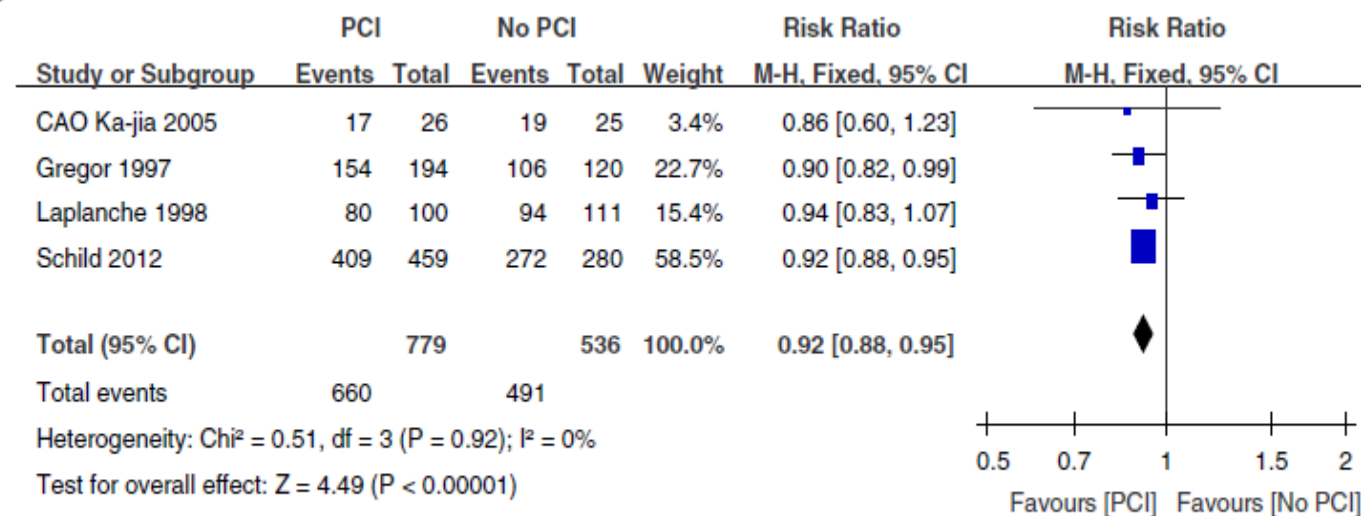 PCI No PCI Risk Ratio Risk Ratio
Study or Subgroup Events Total Events Total Weight M-H, Fixed, 95% CI M-H, Fixed, 95% CI
CAO Ka-jia 2005 17 26 19 25 3.4% 0.86 [0.60, 1.23]
Gregor 1997 154 194 106 120 22.7% 0.90 [0.82, 0.99]
Laplanche 1998 80 100 94 111 15.4% 0.94 [0.83, 1.07]
Schild 2012 409 459 272 280 58.5% 0.92 [0.88, 0.95]
Total (95% CI) 779 536 100.0% 0.92 [0.88, 0.95]
Total events 660 491
Heterogeneity: Chi² = 0.51, df = 3 (P = 0.92); I² = 0%
Test for overall effect: Z = 4.49 (P < 0.00001)
0.5 0.7 1 1.5 2
Favours [PCI] Favours [No PCI]